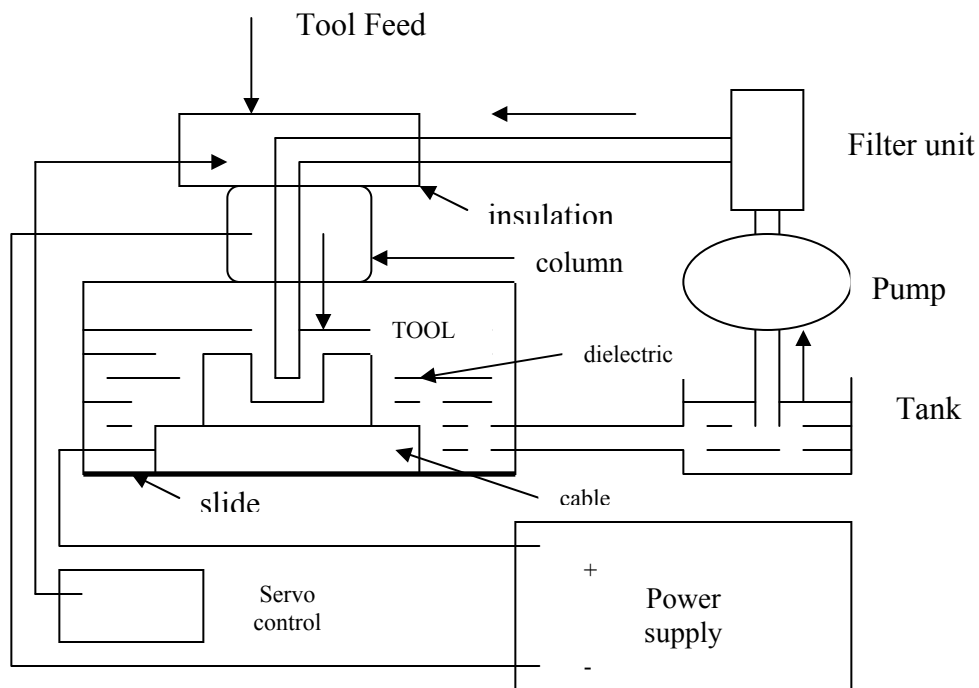 Tool Feed
Filter unit
insulation
column
Pump
TOOL
dielectric
Tank
slide
cable
+
Servo
control
Power
supply
-